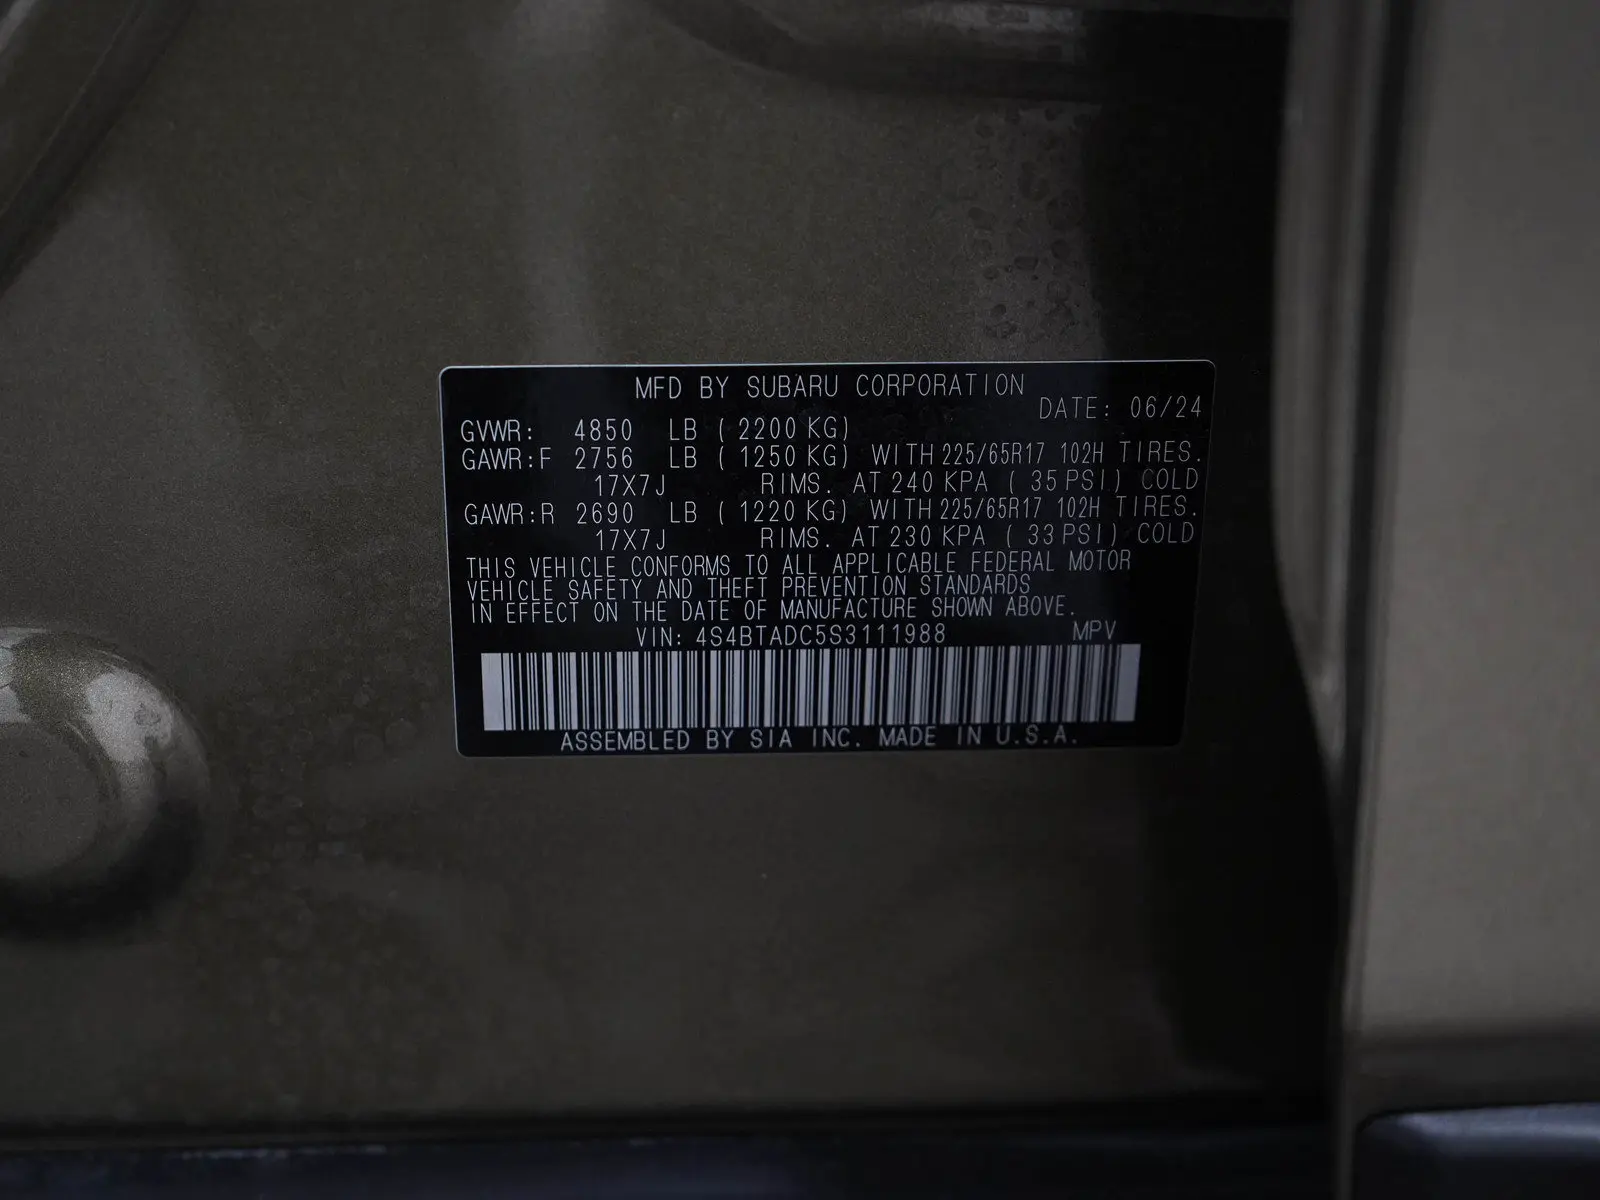 MFD BY SUBARU CORPORATION
DATE: 06/24
GVWR: 4850 LB ( 2200 KG)
GAWR:F 2756 LB ( 1250 KG) WITH 225/65R17 102H TIRES.
17X7J RIMS. AT 240 KPA ( 35 PSI) COLD
GAWR:R 2690 LB ( 1220 KG) WITH 225/65R17 102H TIRES.
17X7J RIMS. AT 230 KPA ( 33 PSI) COLD
THIS VEHICLE CONFORMS TO ALL APPLICABLE FEDERAL MOTOR
VEHICLE SAFETY AND THEFT PREVENTION STANDARDS
IN EFFECT ON THE DATE OF MANUFACTURE SHOWN ABOVE.
VIN: 4S4BTADC5S3111988 MPV
ASSEMBLED BY SIA INC. MADE IN U.S.A.